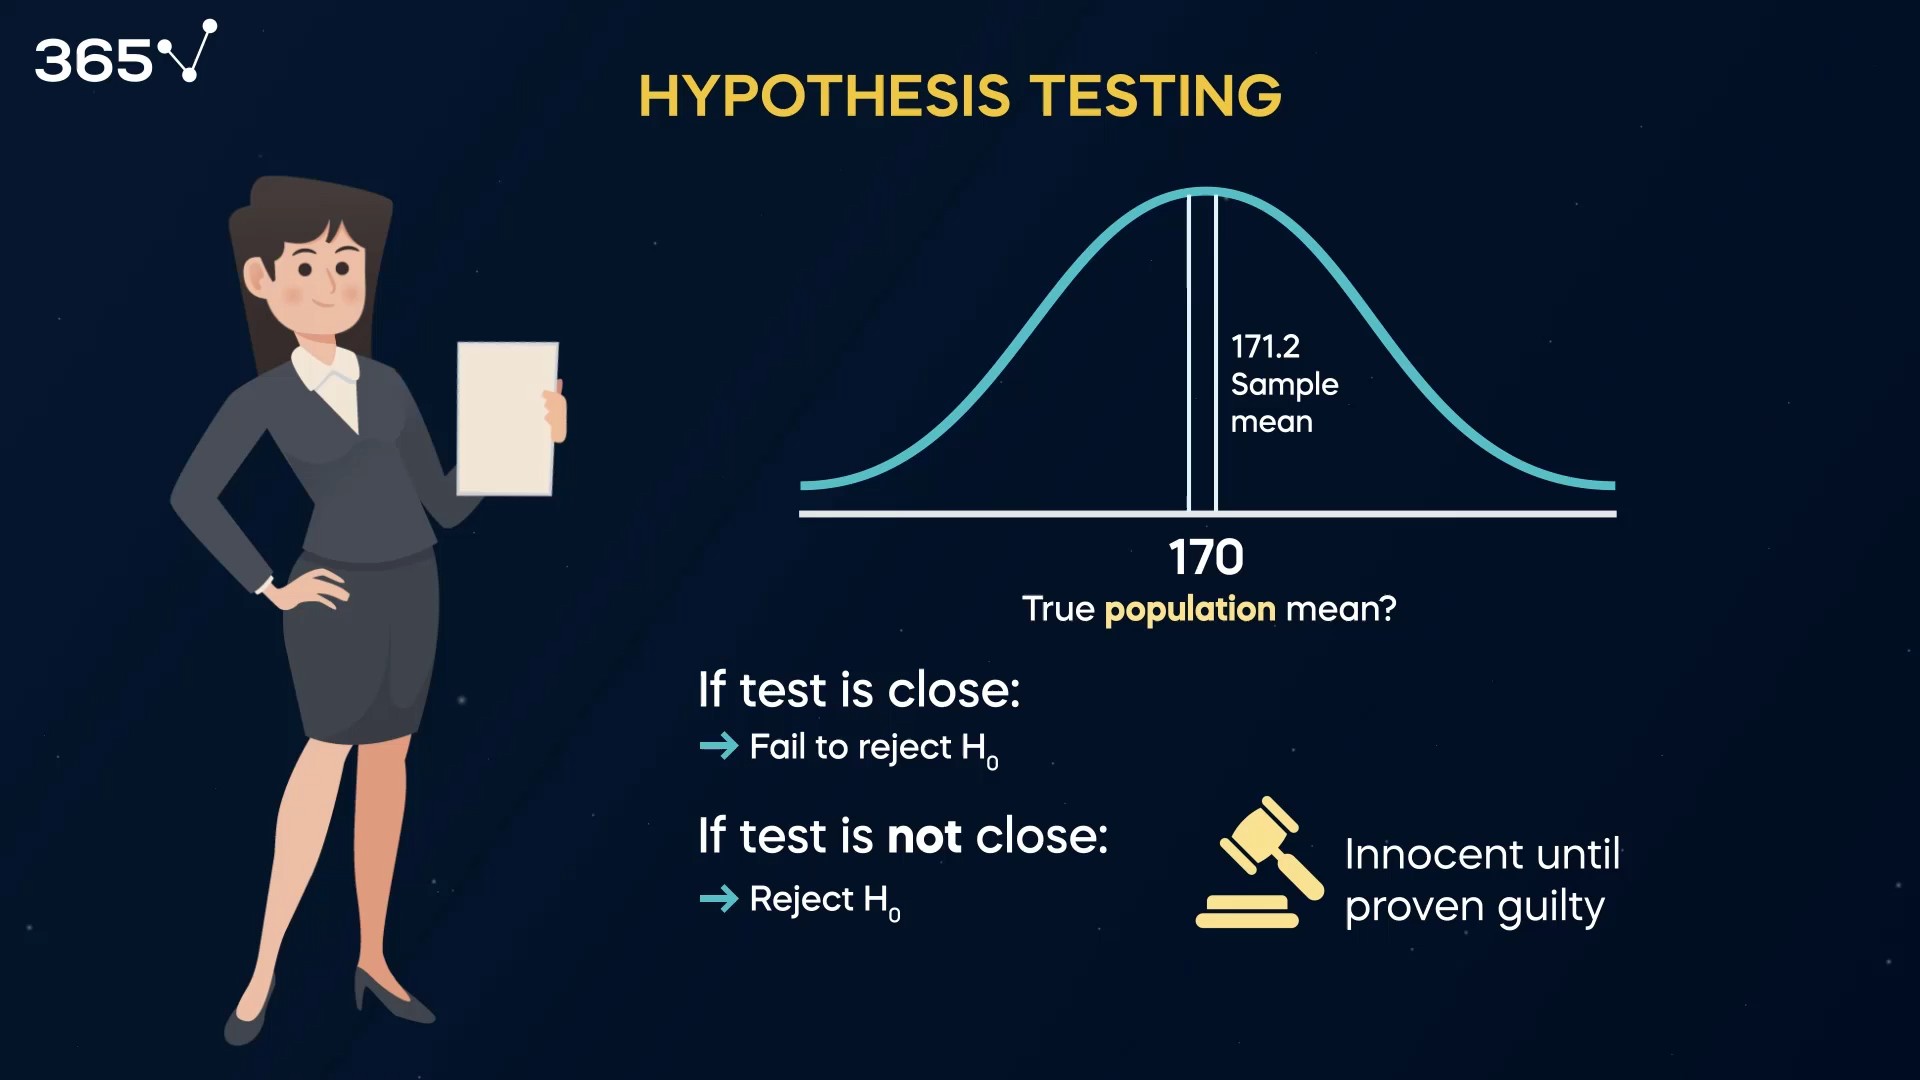 365
HYPOTHESIS TESTING
171.2
Sample
mean
170
True population mean?
If test is close:
Fail to reject H₀
If test is not close:
Reject H₀
Innocent until
proven guilty